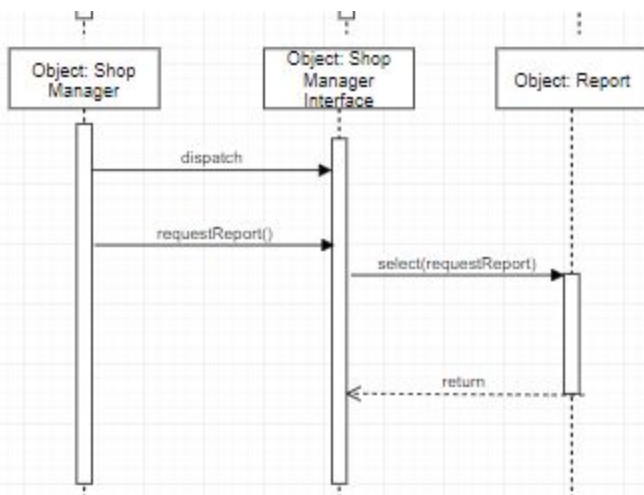 Object: Shop
Manager
Object: Shop
Manager
Interface
Object: Report
dispatch
requestReport()
select(requestReport)
return